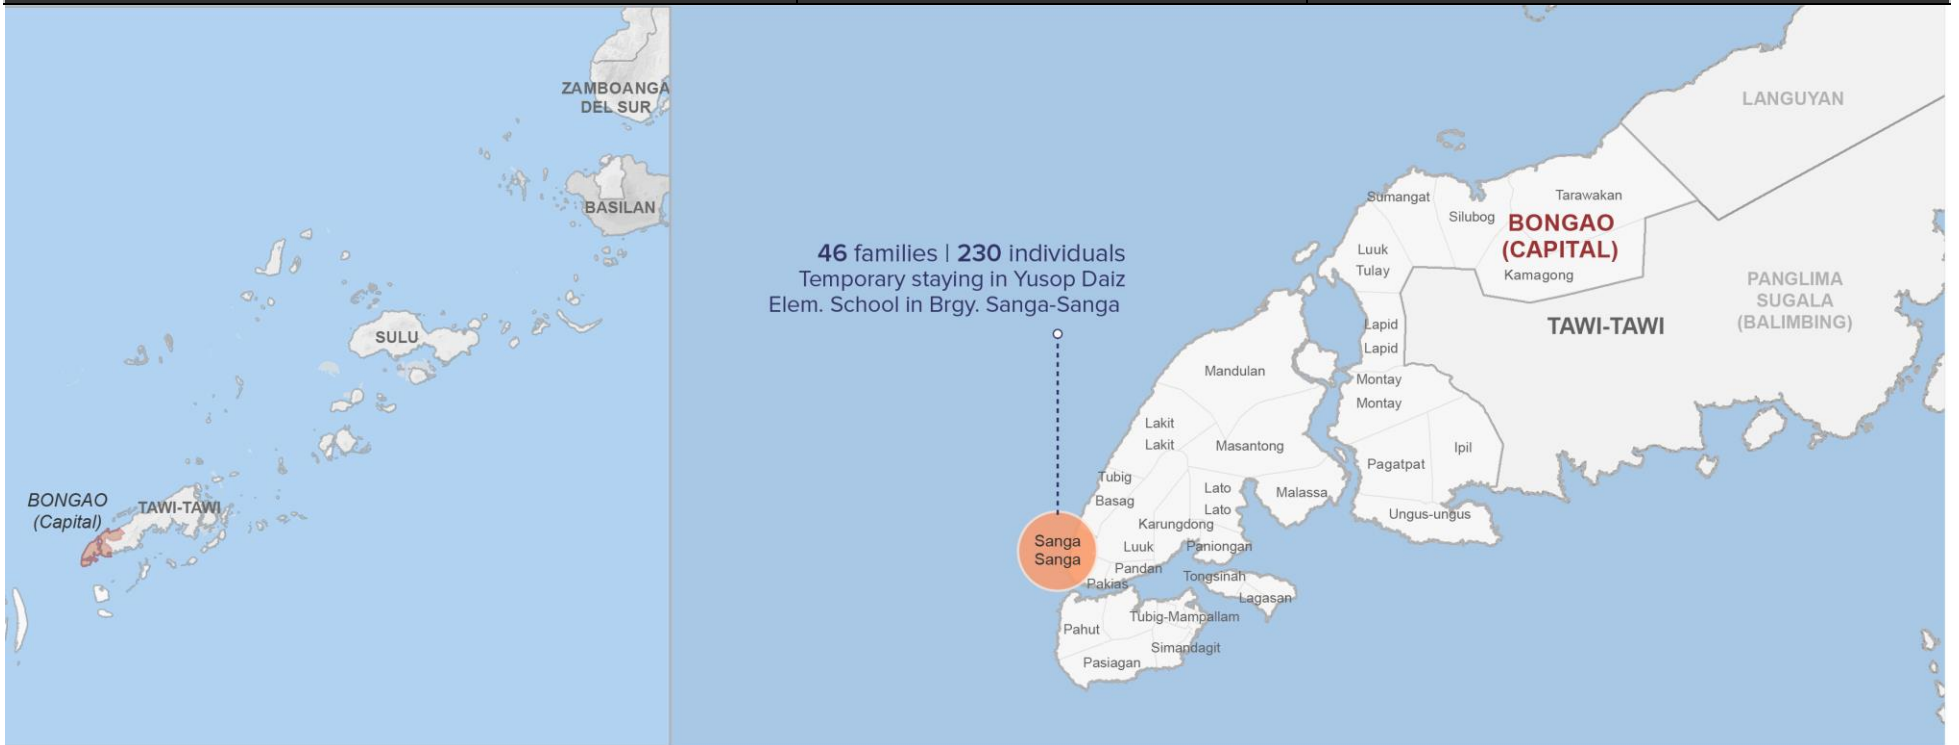 ZAMBOANGA
DEL SUR
BASILAN
SULU
BONGAO
(Capital)
TAWI-TAWI
46 families | 230 individuals
Temporary staying in Yusop Daiz
Elem. School in Brgy. Sanga-Sanga
LANGUYAN
Sumangat
Silubog
Tarawakan
BONGAO
(CAPITAL)
Luuk
Tulay
Kamagong
PANGLIMA
SUGALA
(BALIMBING)
TAWI-TAWI
Lapid
Lapid
Mandulan
Montay
Montay
Lakit
Lakit
Masantong
Ipil
Pagatpat
Tubig
Basag
Lato
Lato
Malassa
Ungus-ungus
Karungdong
Sanga
Sanga
Luuk
Pandan
Paniongan
Pakias
Tongsinah
Lagasan
Pahut
Tubig-Mampallam
Simandagit
Pasiagan